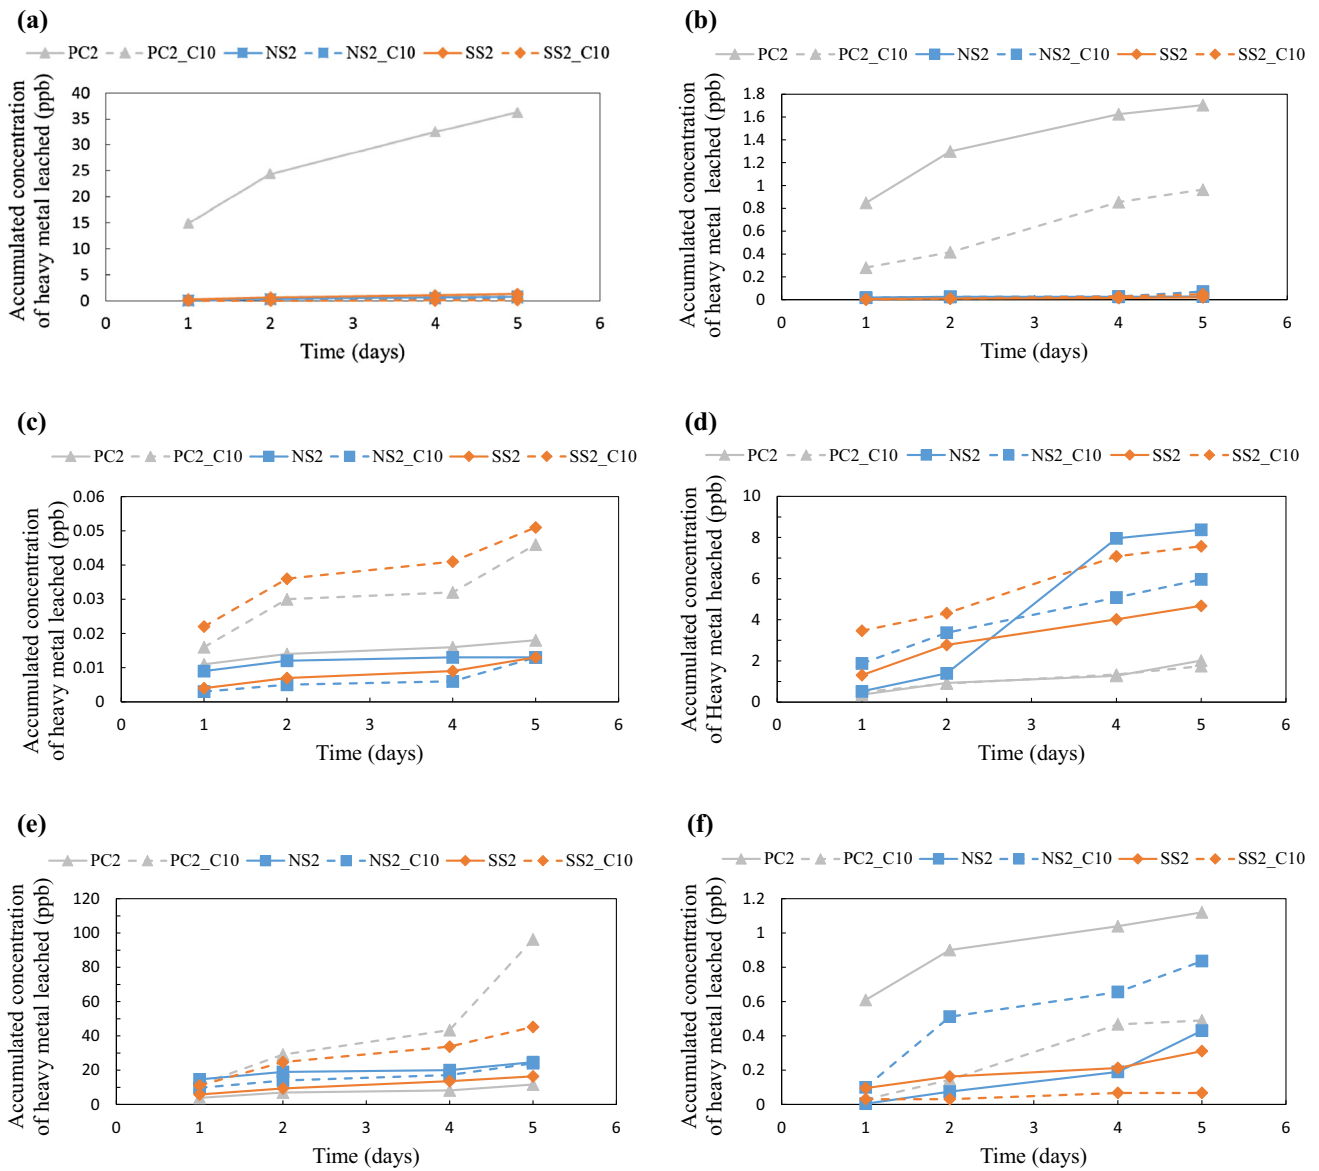 (a)
PC2 PC2_C10 NS2 NS2_C10 SS2 SS2_C10
Accumulated concentration
of heavy metal leached (ppb)
40
35
30
25
20
15
10
5
0
0 1 2 3 4 5 6
Time (days)
(b)
PC2 PC2_C10 NS2 NS2_C10 SS2 SS2_C10
Accumulated concentration
of heavy metal leached (ppb)
1.8
1.6
1.4
1.2
1
0.8
0.6
0.4
0.2
0
0 1 2 3 4 5 6
Time (days)
(c)
PC2 PC2_C10 NS2 NS2_C10 SS2 SS2_C10
Accumulated concentration
of heavy metal leached (ppb)
0.06
0.05
0.04
0.03
0.02
0.01
0
0 1 2 3 4 5 6
Time (days)
(d)
PC2 PC2_C10 NS2 NS2_C10 SS2 SS2_C10
Accumulated concentration
of Heavy metal heached (ppb)
10
8
6
4
2
0
0 1 2 3 4 5 6
Time (days)
(e)
PC2 PC2_C10 NS2 NS2_C10 SS2 SS2_C10
Accumulated concentration
of heavy metal leached (ppb)
120
100
80
60
40
20
0
0 1 2 3 4 5 6
Time (days)
(f)
PC2 PC2_C10 NS2 NS2_C10 SS2 SS2_C10
Accumulated concentration
of heavy metal leached (ppb)
1.2
1
0.8
0.6
0.4
0.2
0
0 1 2 3 4 5 6
Time (days)